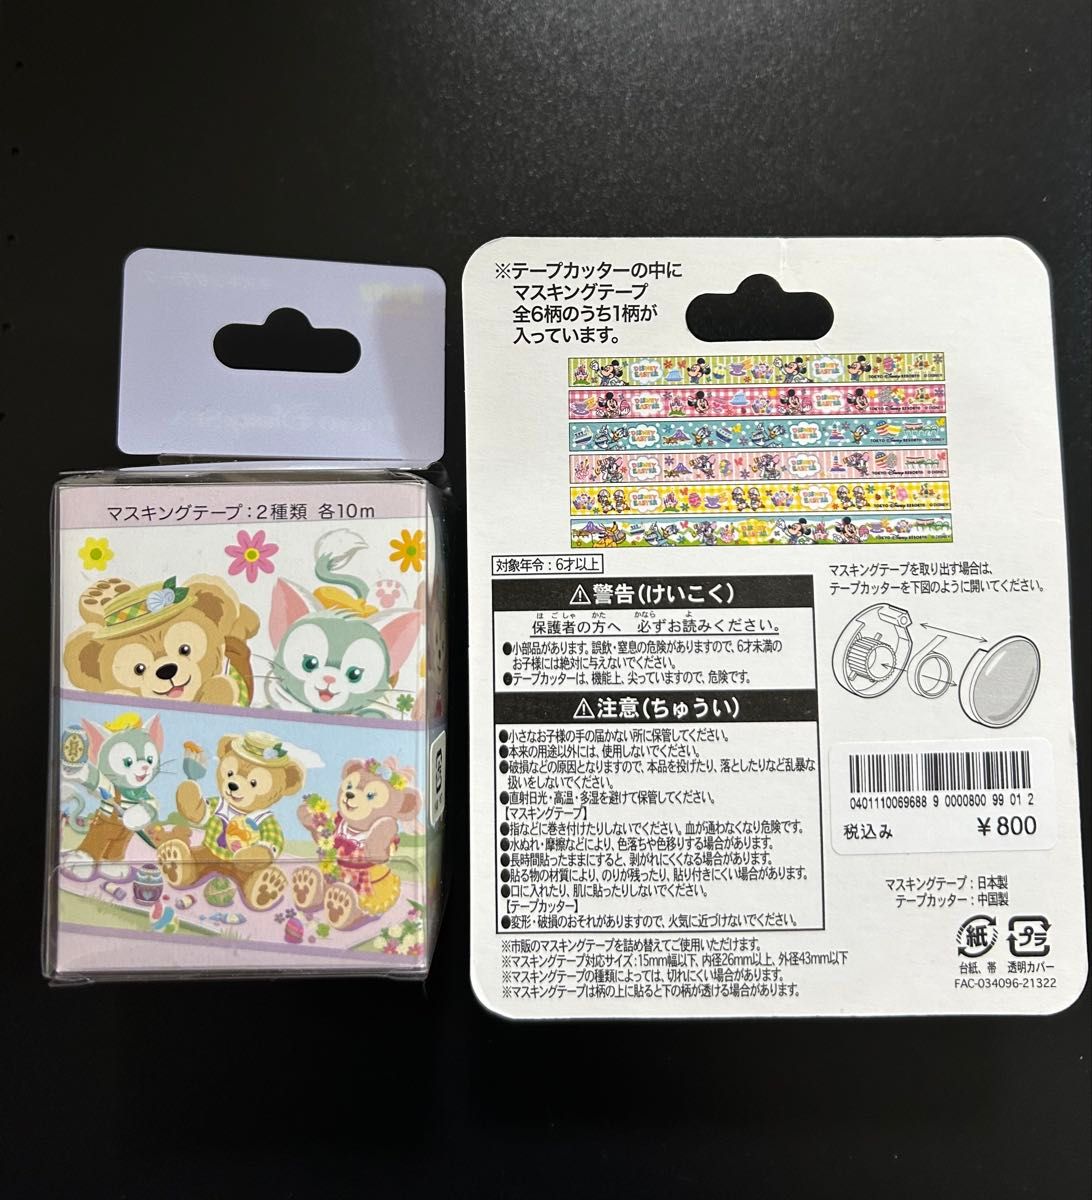 マスキングテープ:2種類 各10m
※テープカッターの中に
マスキングテープ
全6柄のうち1柄が
入っています。
DISNEY EASTER
TOKYO Disney RESORT® © DISNEY
対象年令:6才以上
⚠警告(けいこく)
保護者の方へ 必ずお読みください。
ほごしゃ かた かなら よ
●小部品があります。誤飲・窒息の危険がありますので、6才未満の
お子様には絶対に与えないでください。
●テープカッターは、機能上、尖っていますので、危険です。
⚠注意(ちゅうい)
●小さなお子様の手の届かない所に保管してください。
●本来の用途以外には、使用しないでください。
●破損などの原因となりますので、本品を投げたり、落としたりなど乱暴な
扱いをしないでください。
●直射日光・高温・多湿を避けて保管してください。
【マスキングテープ】
●指などに巻き付けたりしないでください。血が通わなくなり危険です。
●水ぬれ・摩擦などにより、色落ちや色移りする場合があります。
●長時間貼ったままにすると、剥がれにくくなる場合があります。
●貼る物の材質により、のりが残ったり、貼り付きにくい場合があります。
●口に入れたり、肌に貼ったりしないでください。
【テープカッター】
●変形・破損のおそれがありますので、火気に近づけないでください。
※市販のマスキングテープを詰め替えてご使用いただけます。
※マスキングテープ対応サイズ:15mm幅以下、内径26mm以上、外径43mm以下
※マスキングテープの種類によっては、切れにくい場合があります。
※マスキングテープは柄の上に貼ると下の柄が透ける場合があります。
マスキングテープを取り出す場合は、
テープカッターを下図のように開いてください。
0401110069688 9 0000800 99 01 2
税込み ¥800
マスキングテープ:日本製
テープカッター:中国製
紙 プラ
台紙、帯 透明カバー
FAC-034096-21322